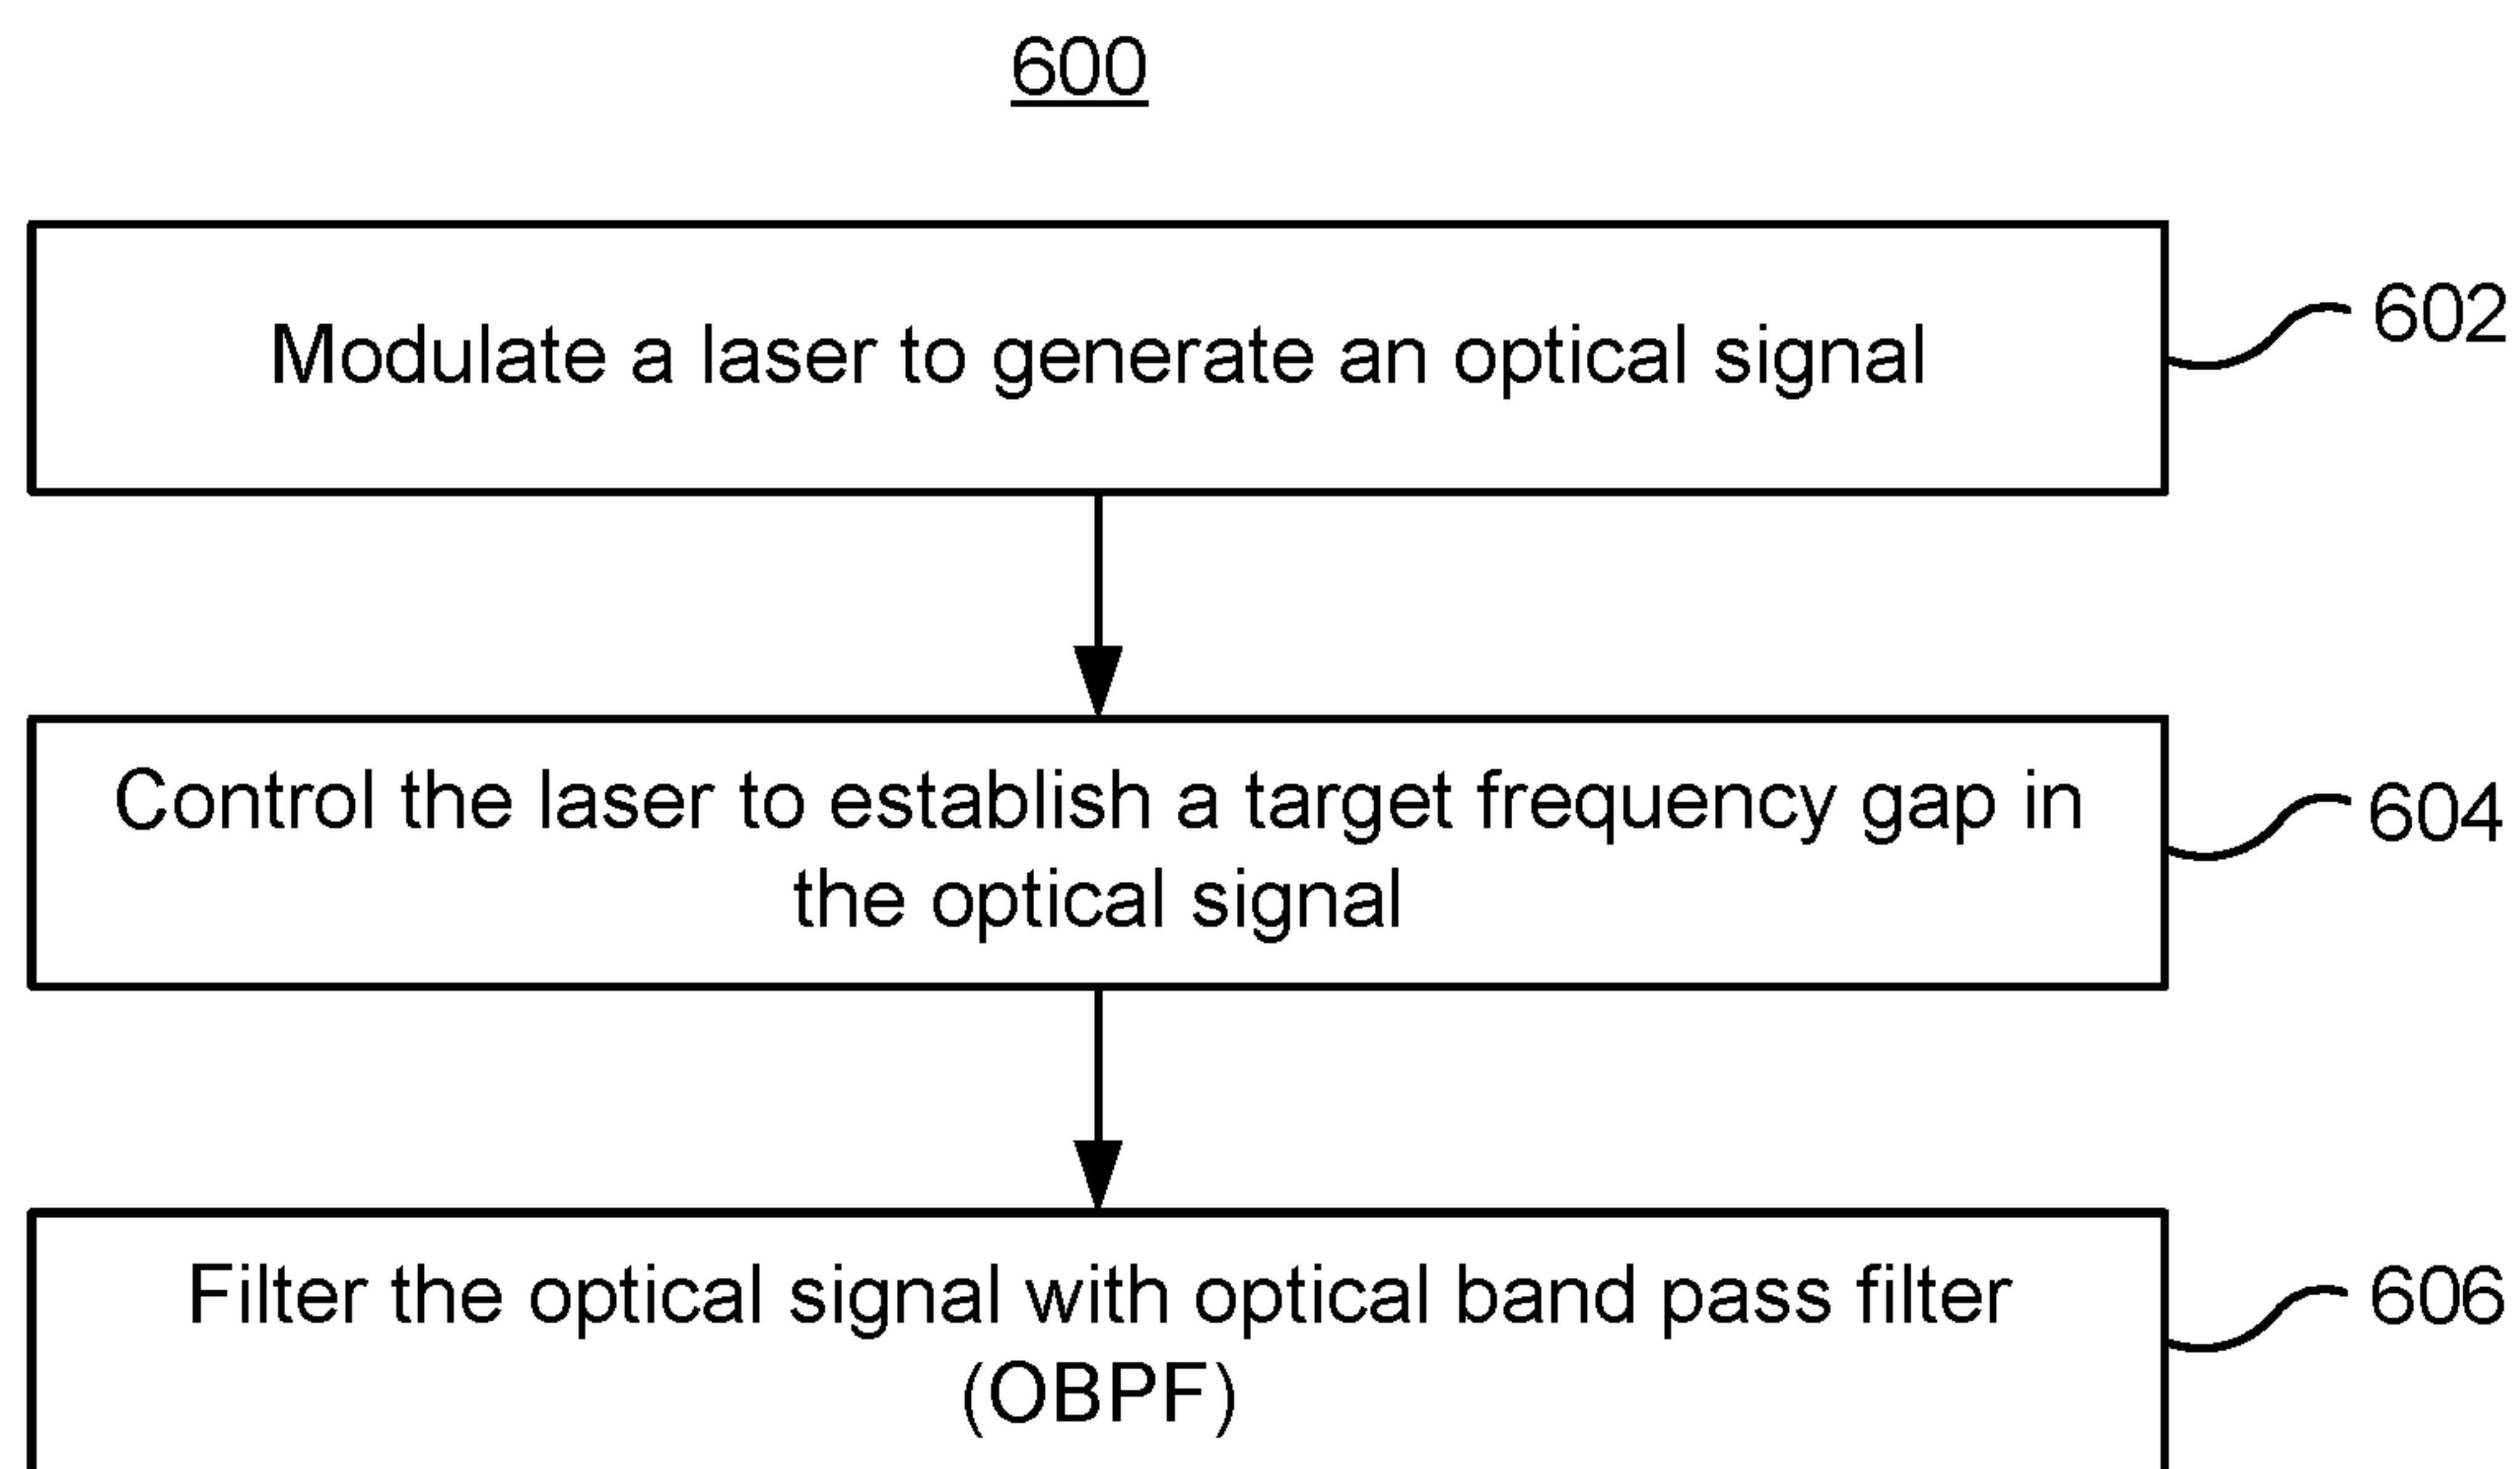 600
Modulate a laser to generate an optical signal
602
Control the laser to establish a target frequency gap in
the optical signal
604
Filter the optical signal with optical band pass filter
(OBPF)
606